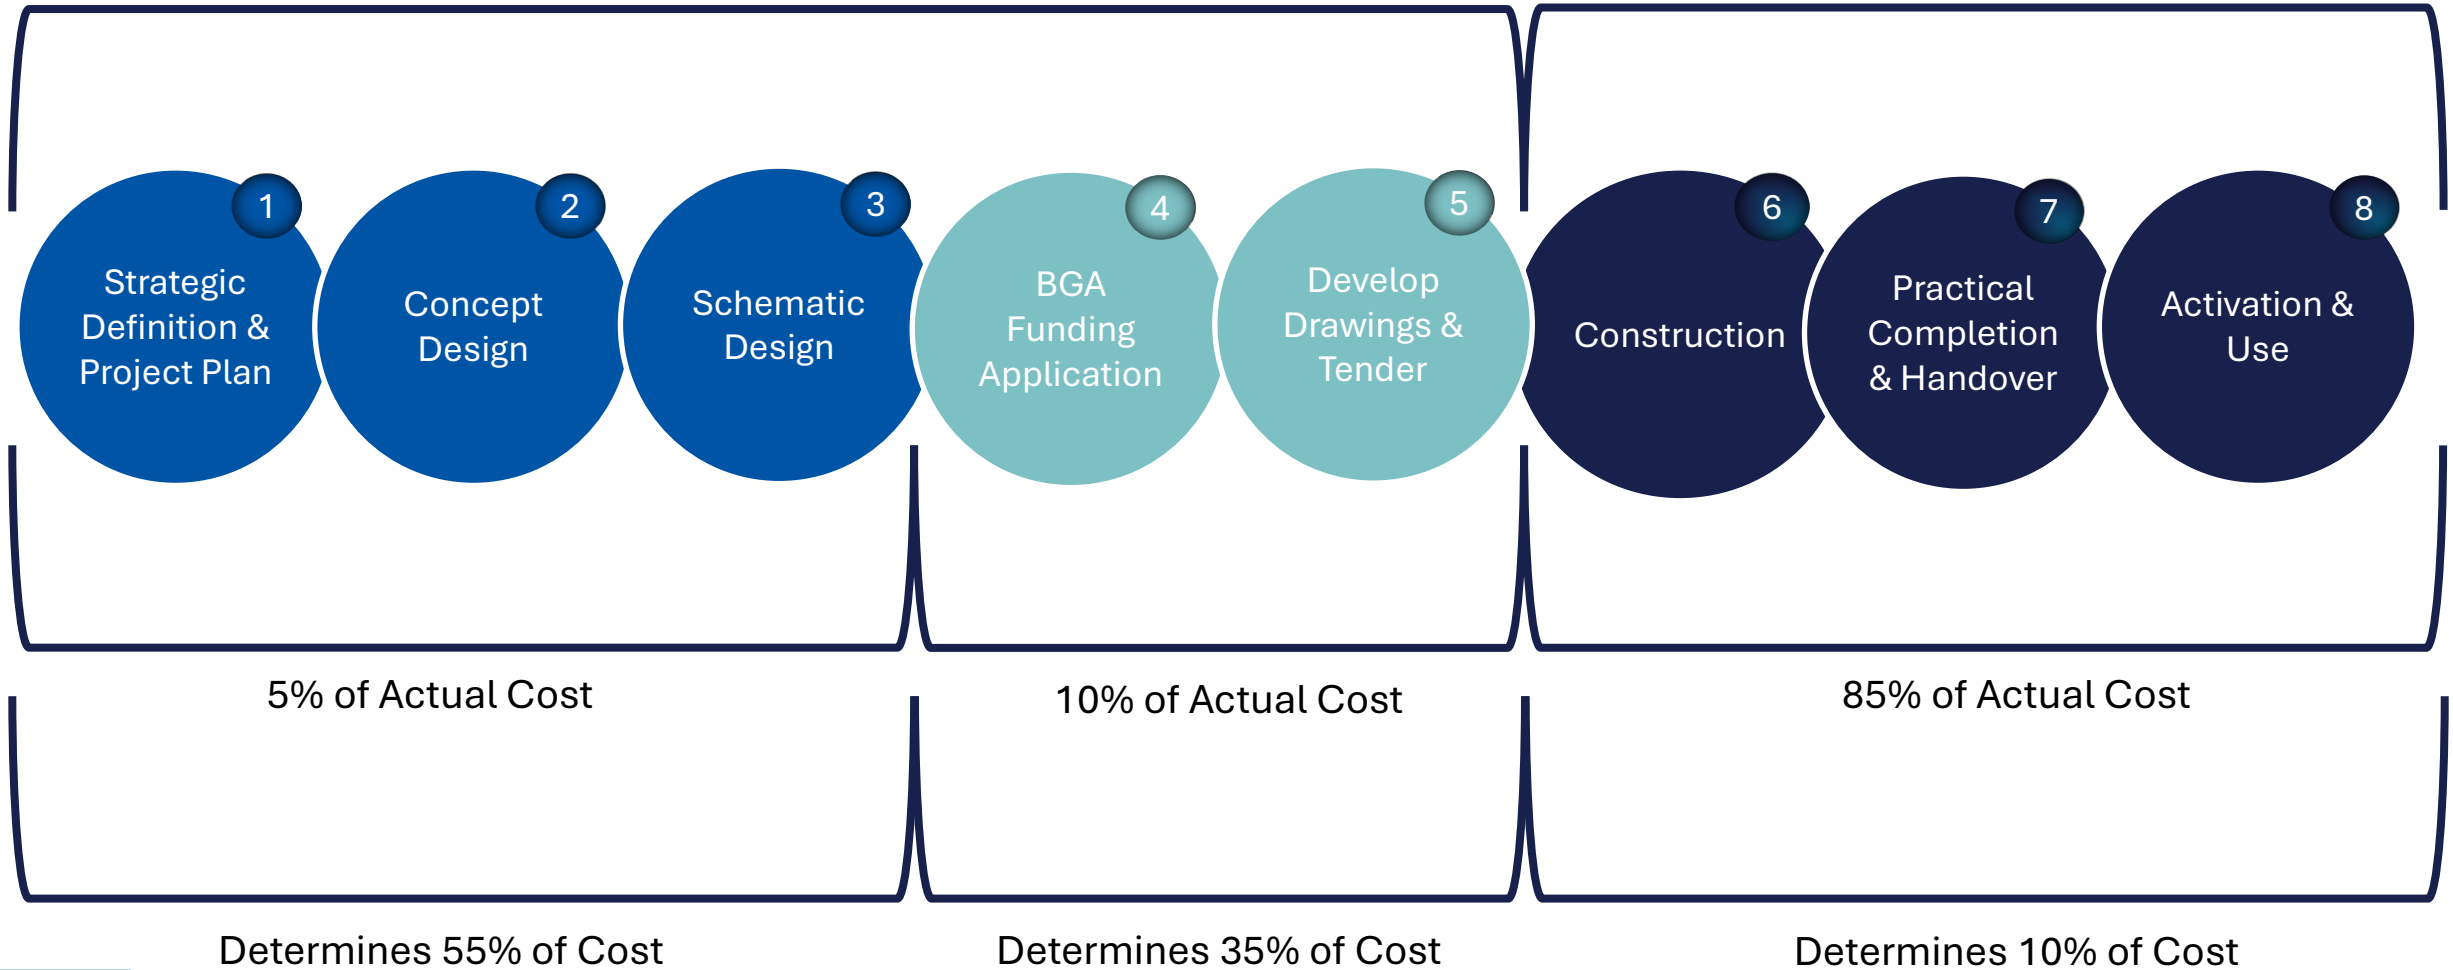 1
Strategic
Definition &
Project Plan
2
Concept
Design
3
Schematic
Design
4
BGA
Funding
Application
5
Develop
Drawings &
Tender
6
Construction
7
Practical
Completion
& Handover
8
Activation &
Use
5% of Actual Cost
10% of Actual Cost
85% of Actual Cost
Determines 55% of Cost
Determines 35% of Cost
Determines 10% of Cost